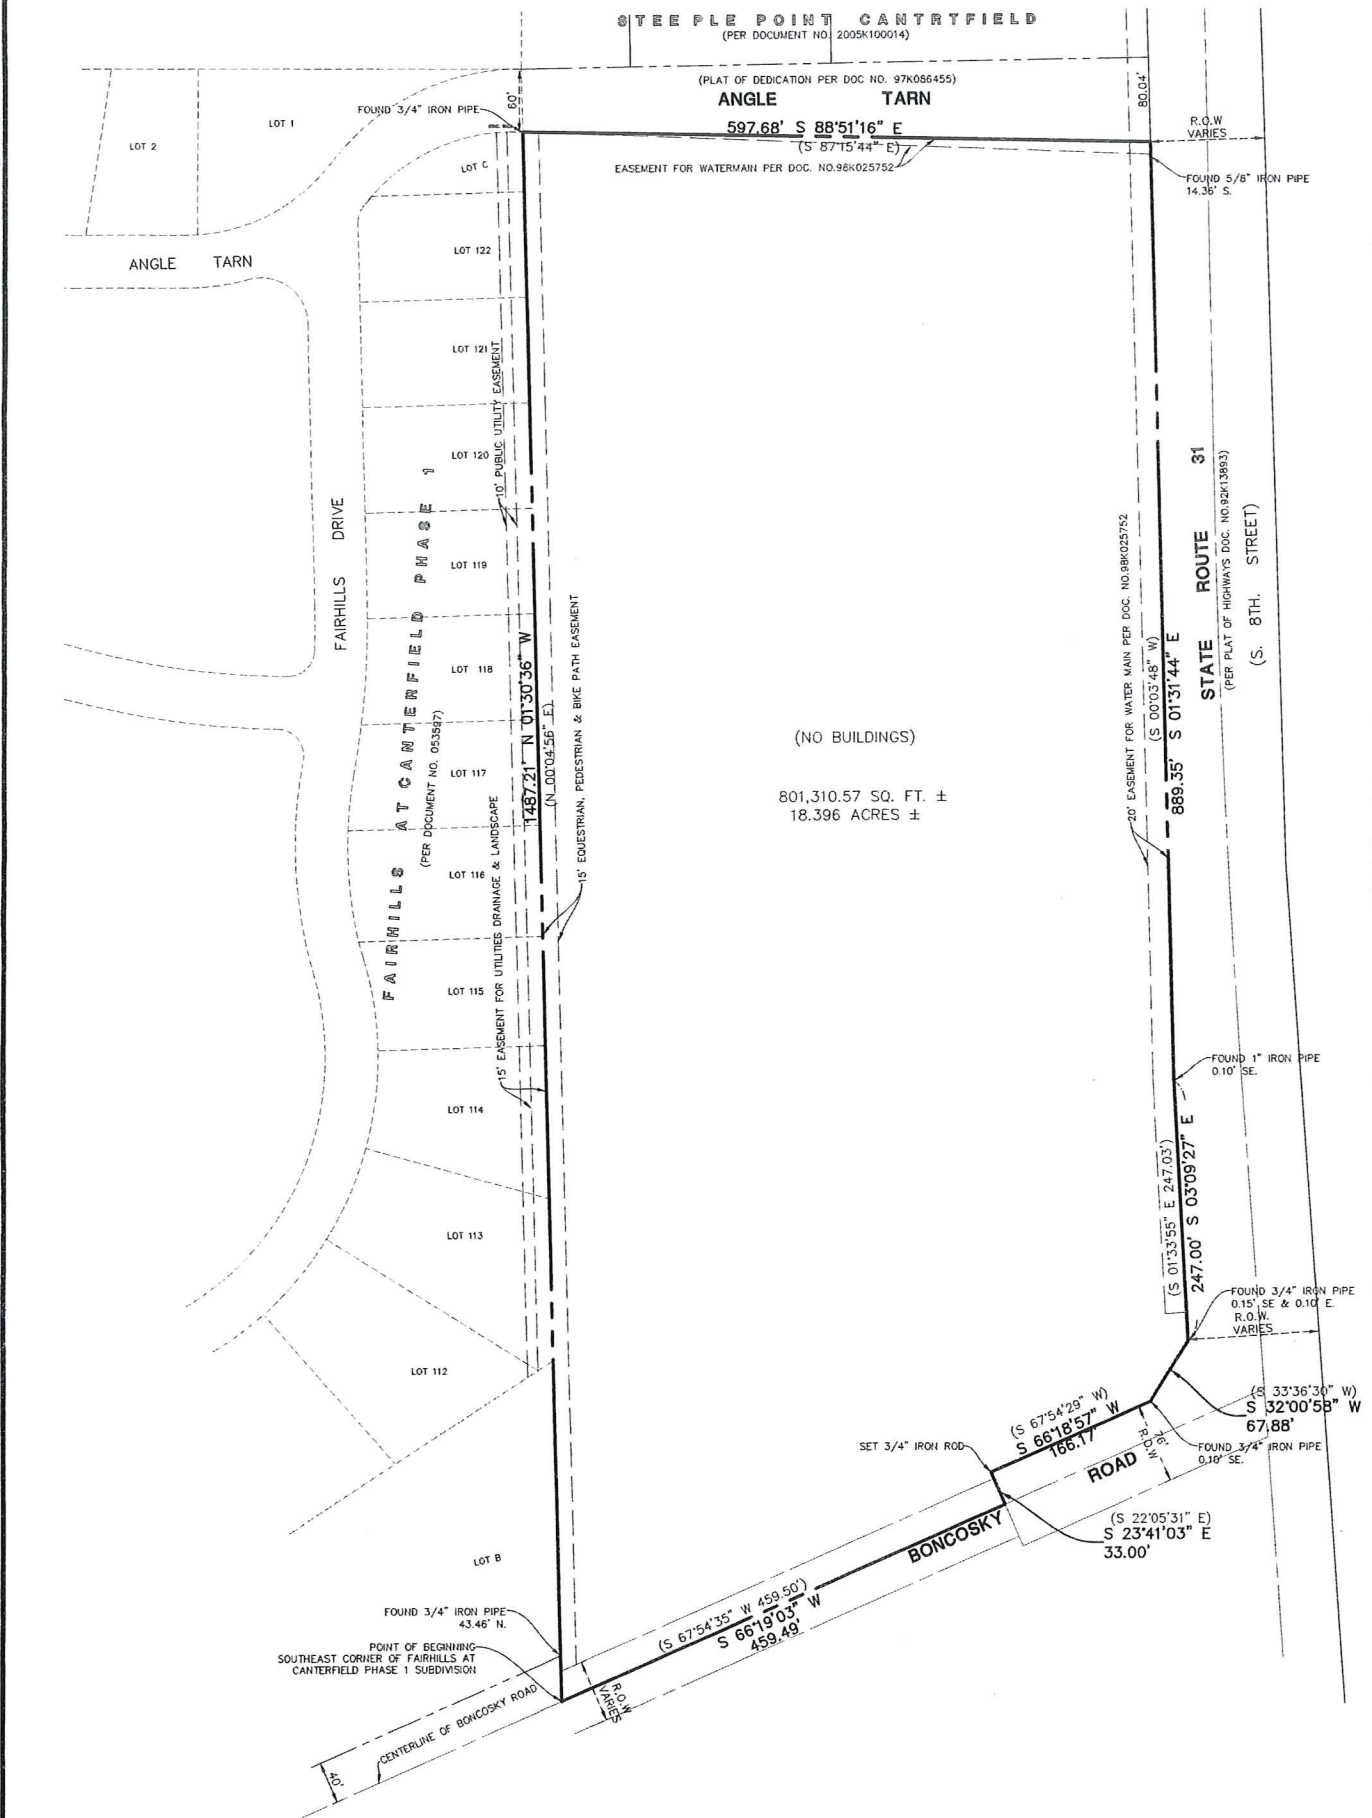 STEEPLE POINT CANTRTFIELD
(PER DOCUMENT NO. 2005K100014)
(PLAT OF DEDICATION PER DOC NO. 97K086455)
ANGLE TARN
597.68' S 88°51'16" E
(S 87°15'44" E)
EASEMENT FOR WATERMAIN PER DOC. NO.98K025752
60'
80.04'
R.O.W
VARIES
FOUND 3/4" IRON PIPE
FOUND 5/8" IRON PIPE
14.36' S.
LOT 1
LOT 2
LOT C
ANGLE TARN
LOT 122
LOT 121
LOT 120
LOT 119
LOT 118
LOT 117
LOT 116
LOT 115
LOT 114
LOT 113
LOT 112
LOT B
FAIRHILLS DRIVE
FAIRHILLS AT CANTERFIELD PHASE 1
(PER DOCUMENT NO. 053597)
10' PUBLIC UTILITY EASEMENT
15' EASEMENT FOR UTILITIES DRAINAGE & LANDSCAPE
1487.21' N 01°30'36" W
(N 00°04'56" E)
15' EQUESTRIAN, PEDESTRIAN & BIKE PATH EASEMENT
(NO BUILDINGS)
801,310.57 SQ. FT. ±
18.396 ACRES ±
20' EASEMENT FOR WATER MAIN PER DOC. NO.98K025752
(S 00°03'48" W)
889.35' S 01°31'44" E
STATE ROUTE 31
(PER PLAT OF HIGHWAYS DOC. NO.92K13893)
(S. 8TH. STREET)
FOUND 1" IRON PIPE
0.10' SE.
(S 01°33'55" E 247.03')
247.00' S 03°09'27" E
FOUND 3/4" IRON PIPE
0.15' SE & 0.10' E.
R.O.W.
VARIES
(S 33°36'30" W)
S 32°00'58" W
67.88'
FOUND 3/4" IRON PIPE
0.10' SE.
76'
R.O.W
(S 67°54'29" W)
S 66°18'57" W
166.17'
SET 3/4" IRON ROD
BONCOSKY ROAD
(S 22°05'31" E)
S 23°41'03" E
33.00'
(S 67°54'35" W 459.50')
S 66°19'03" W
459.49'
FOUND 3/4" IRON PIPE
43.46' N.
POINT OF BEGINNING
SOUTHEAST CORNER OF FAIRHILLS AT
CANTERFIELD PHASE 1 SUBDIVISION
R.O.W
VARIES
CENTERLINE OF BONCOSKY ROAD
40'